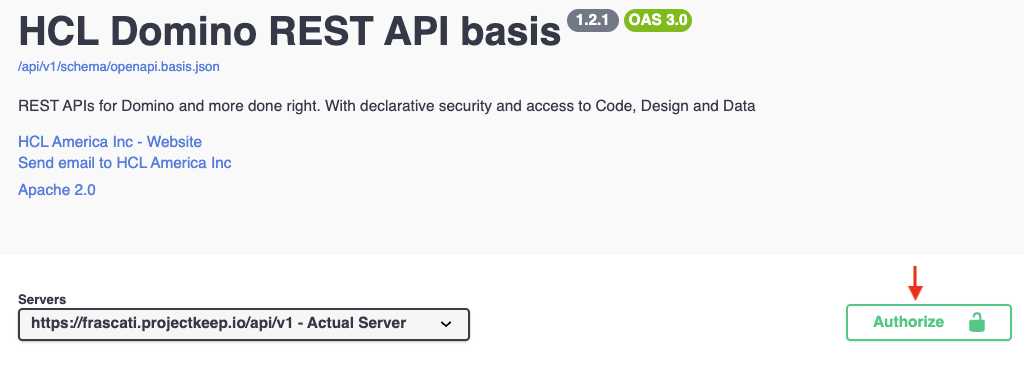 HCL Domino REST API basis 1.2.1 OAS 3.0
/api/v1/schema/openapi.basis.json
REST APIs for Domino and more done right. With declarative security and access to Code, Design and Data
HCL America Inc - Website
Send email to HCL America Inc
Apache 2.0
Servers
https://frascati.projectkeep.io/api/v1 - Actual Server
Authorize